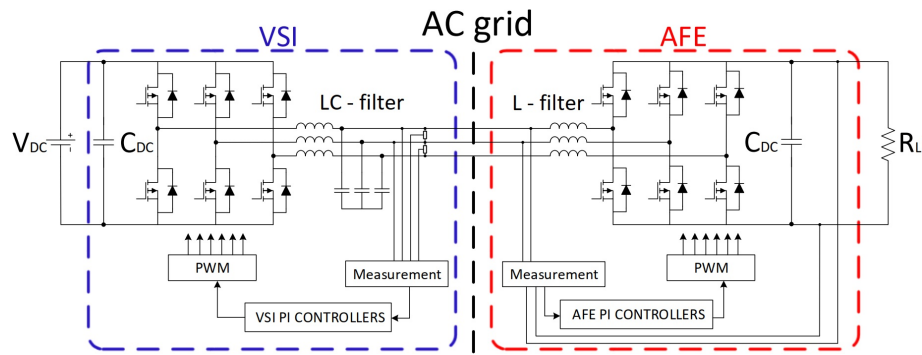 AC grid
VSI
AFE
LC - filter
L - filter
VDC
CDC
CDC
RL
PWM
Measurement
Measurement
PWM
VSI PI CONTROLLERS
AFE PI CONTROLLERS